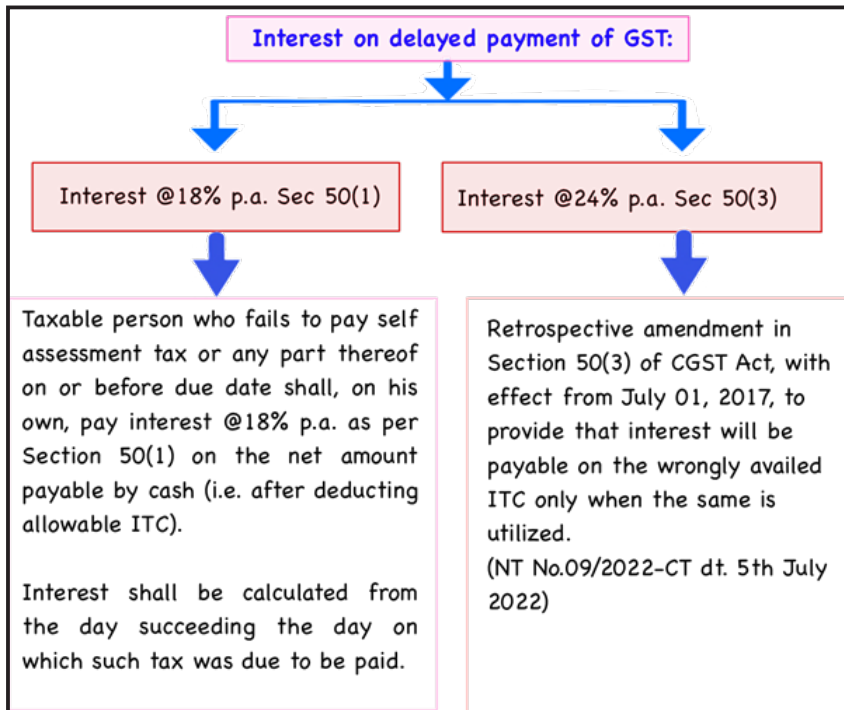 Interest on delayed payment of GST:
Interest @18% p.a. Sec 50(1)
Interest @24% p.a. Sec 50(3)
Taxable person who fails to pay self
assessment tax or any part thereof
on or before due date shall, on his
own, pay interest @18% p.a. as per
Section 50(1) on the net amount
payable by cash (i.e. after deducting
allowable ITC).
Interest shall be calculated from
the day succeeding the day on
which such tax was due to be paid.
Retrospective amendment in
Section 50(3) of CGST Act, with
effect from July 01, 2017, to
provide that interest will be
payable on the wrongly availed
ITC only when the same is
utilized.
(NT No.09/2022-CT dt. 5th July
2022)